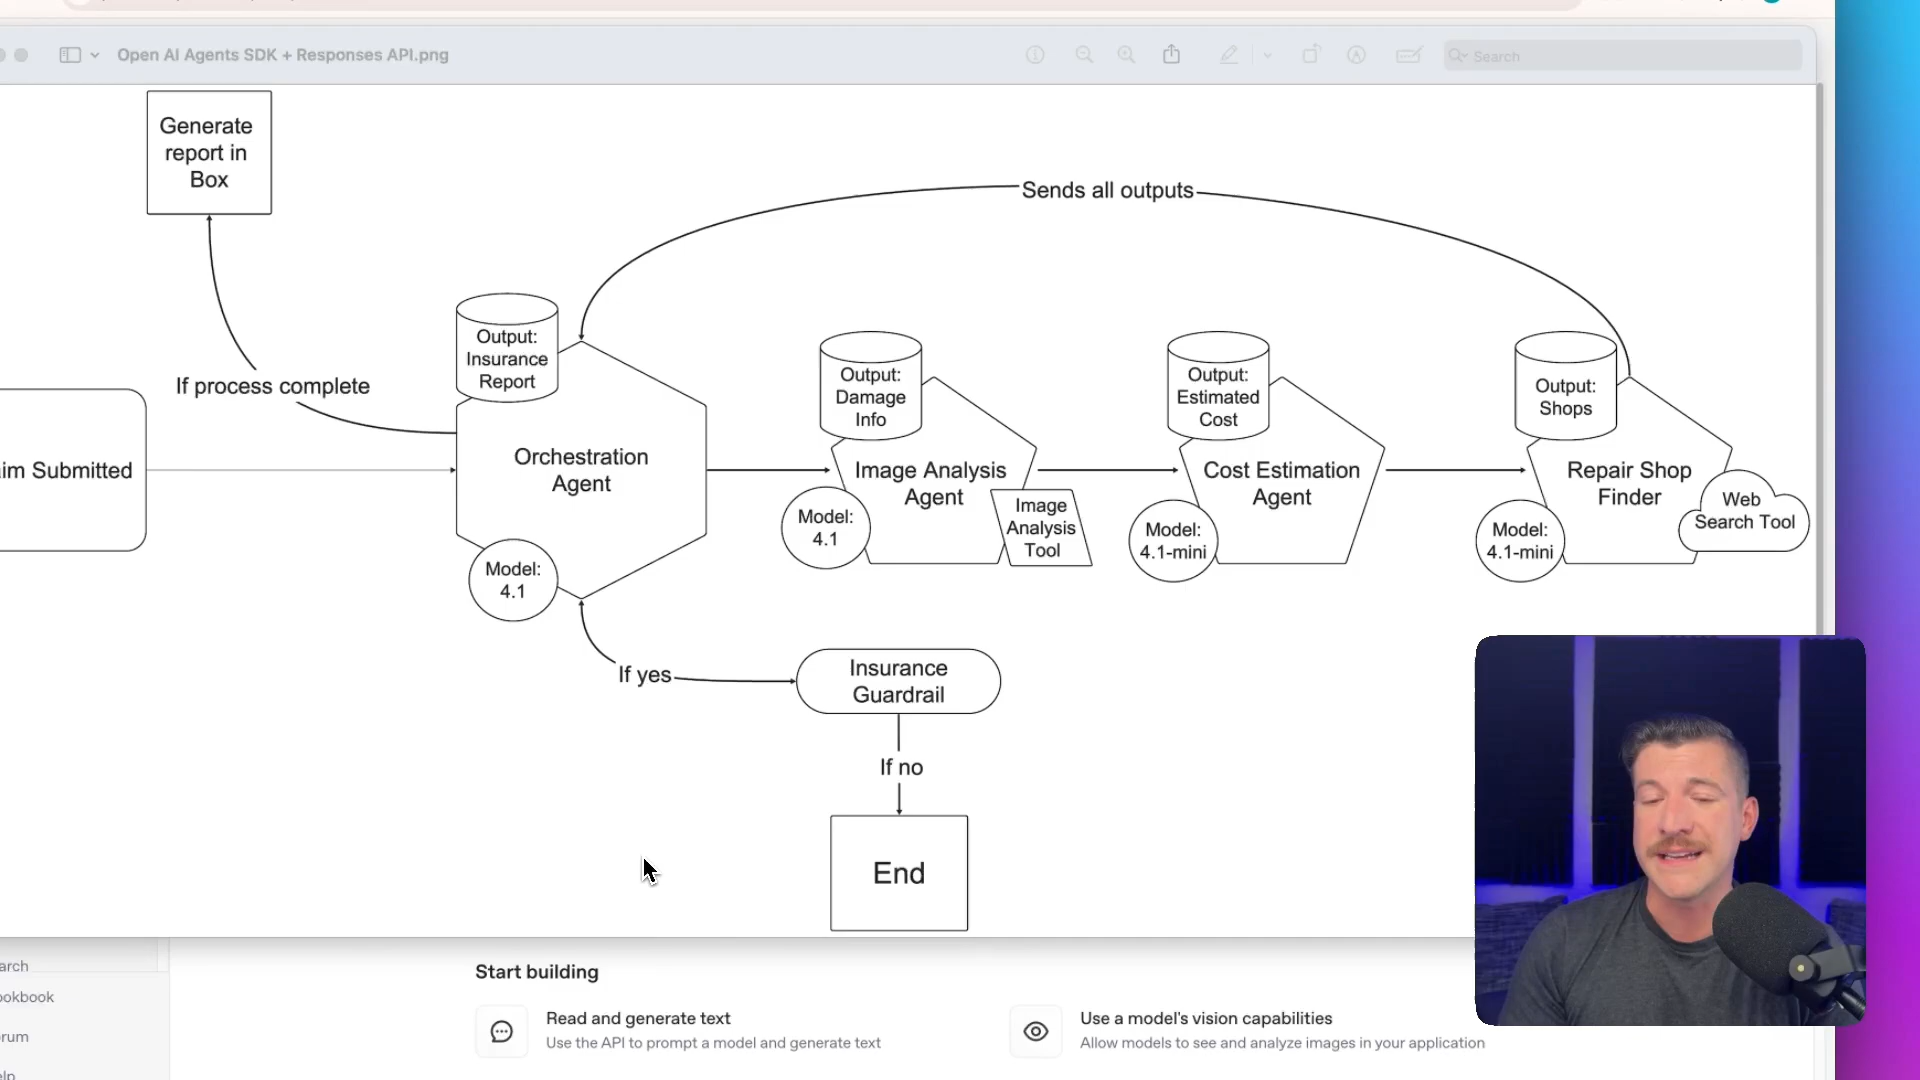 Open AI Agents SDK + Responses API.png
Search
Generate
report in
Box
Sends all outputs
If process complete
Output:
Insurance
Report
Output:
Damage
Info
Output:
Estimated
Cost
Output:
Shops
im Submitted
Orchestration
Agent
Model:
4.1
Image Analysis
Agent
Model:
4.1
Image
Analysis
Tool
Cost Estimation
Agent
Model:
4.1-mini
Repair Shop
Finder
Model:
4.1-mini
Web
Search Tool
If yes
Insurance
Guardrail
If no
End
arch
ookbook
rum
elp
Start building
Read and generate text
Use the API to prompt a model and generate text
Use a model's vision capabilities
Allow models to see and analyze images in your application